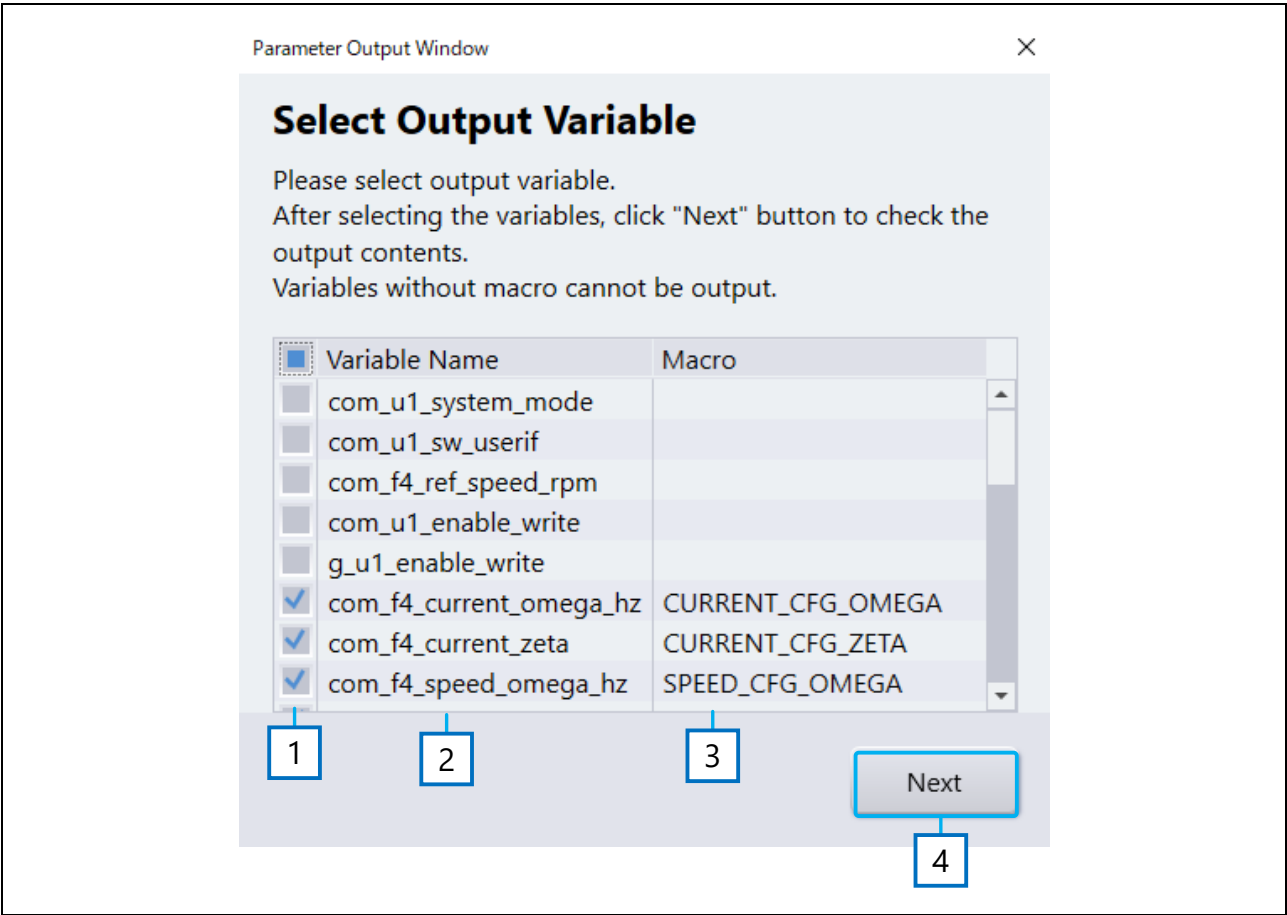 Parameter Output Window
Select Output Variable
Please select output variable.
After selecting the variables, click "Next" button to check the
output contents.
Variables without macro cannot be output.
Variable Name Macro
com_u1_system_mode
com_u1_sw_userif
com_f4_ref_speed_rpm
com_u1_enable_write
g_u1_enable_write
com_f4_current_omega_hz CURRENT_CFG_OMEGA
com_f4_current_zeta CURRENT_CFG_ZETA
com_f4_speed_omega_hz SPEED_CFG_OMEGA
1 2 3
Next
4